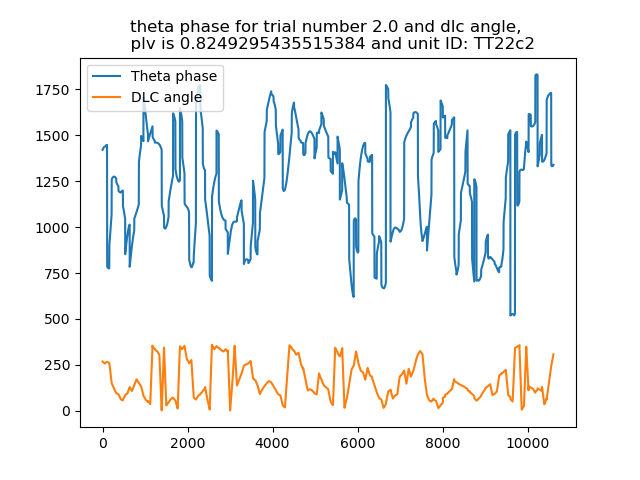 theta phase for trial number 2.0 and dlc angle,
plv is 0.8249295435515384 and unit ID: TT22c2
Theta phase
DLC angle
1750
1500
1250
1000
750
500
250
0
0 2000 4000 6000 8000 10000